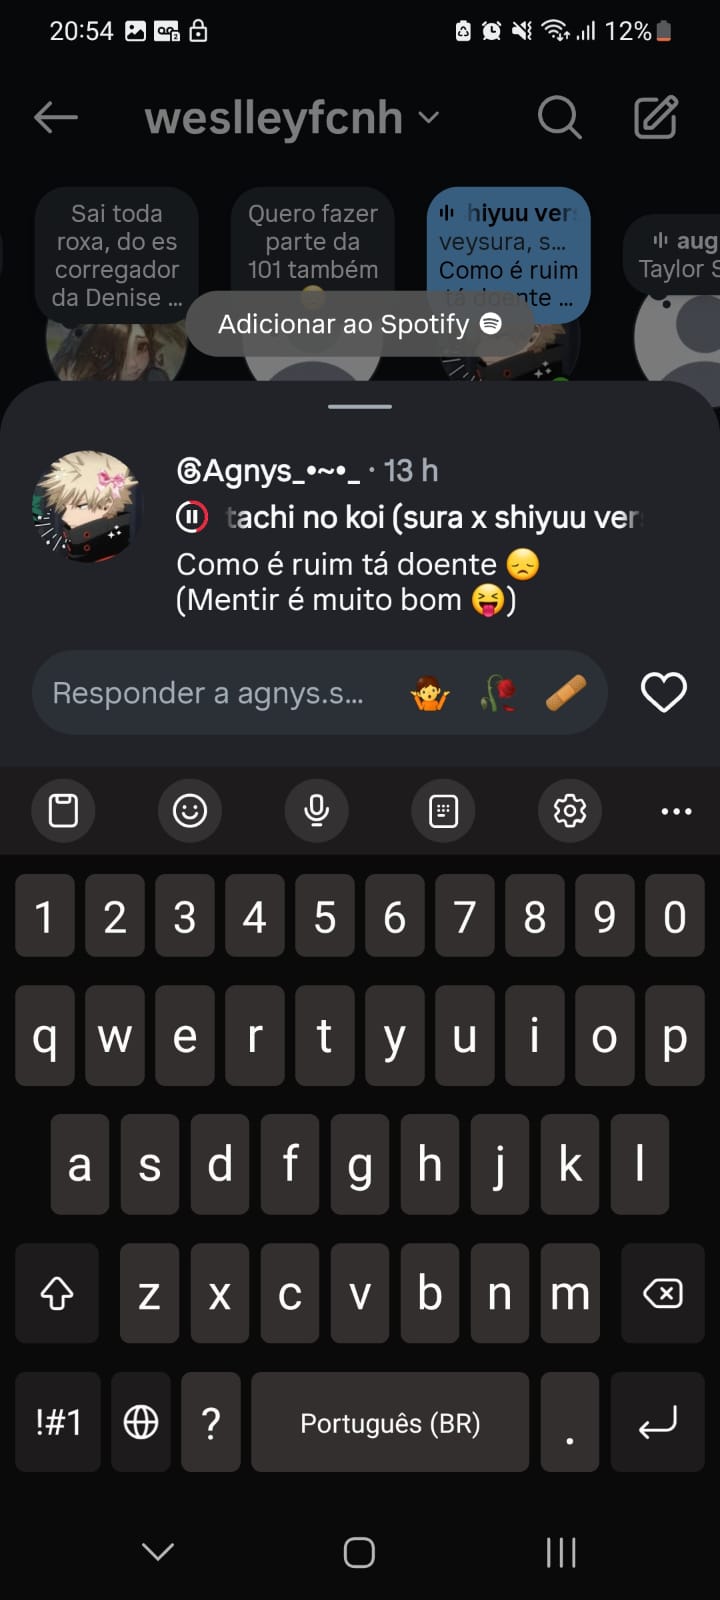 20:54
12%
weslleyfcnh
Sai toda
roxa, do es
corregador
da Denise ...
Quero fazer
parte da
101 também
hiyuu ver
veysura, s...
Como é ruim
tá doente ...
aug
Taylor S
Adicionar ao Spotify
@Agnys_•~•_ · 13 h
tachi no koi (sura x shiyuu ver
Como é ruim tá doente 😞
(Mentir é muito bom 😝)
Responder a agnys.s... 🤷 🥀 🩹
1 2 3 4 5 6 7 8 9 0
q w e r t y u i o p
a s d f g h j k l
z x c v b n m
!#1 ? Português (BR) .